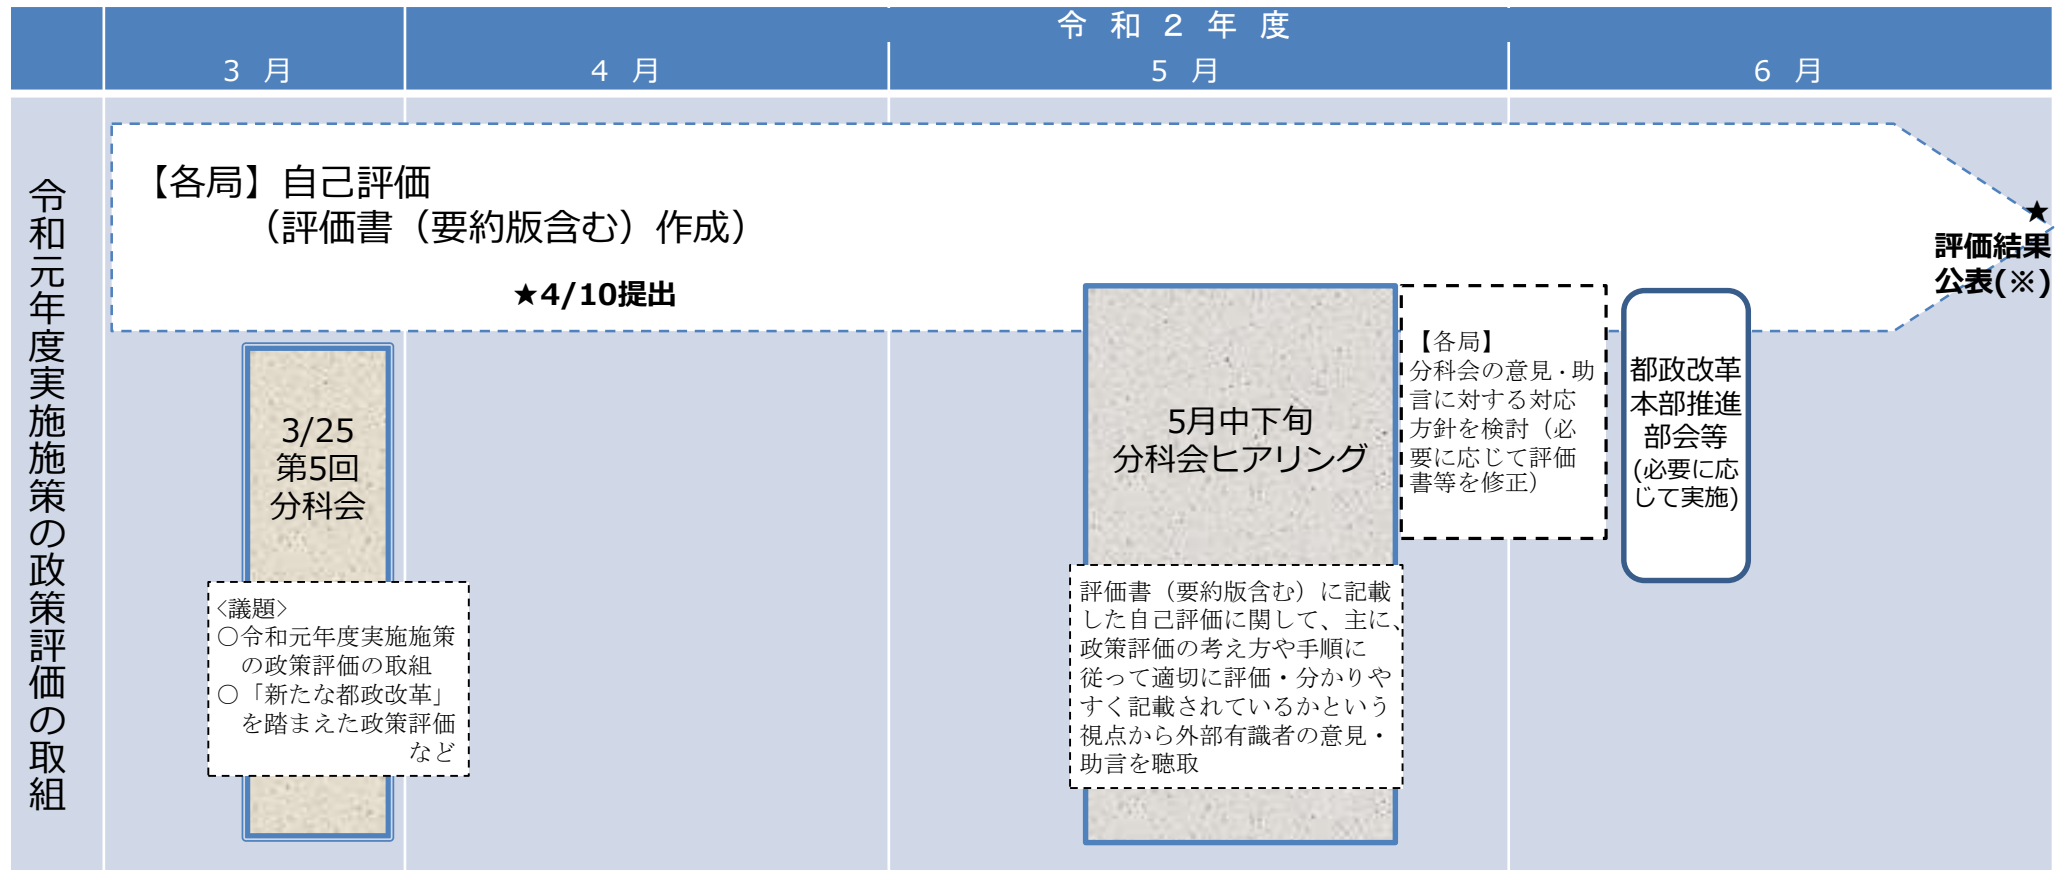 令和２年度
3 月
4 月
5 月
6 月
令和元年度実施施策の政策評価の取組
【各局】自己評価
（評価書（要約版含む）作成）
★4/10提出
★
評価結果
公表(※)
3/25
第5回
分科会
<議題>
○令和元年度実施施策
の政策評価の取組
○「新たな都政改革」
を踏まえた政策評価
など
5月中下旬
分科会ヒアリング
評価書（要約版含む）に記載
した自己評価に関して、主に、
政策評価の考え方や手順に
従って適切に評価・分かりや
すく記載されているかという
視点から外部有識者の意見・
助言を聴取
【各局】
分科会の意見・助
言に対する対応
方針を検討（必
要に応じて評価
書等を修正）
都政改革
本部推進
部会等
(必要に応
じて実施)